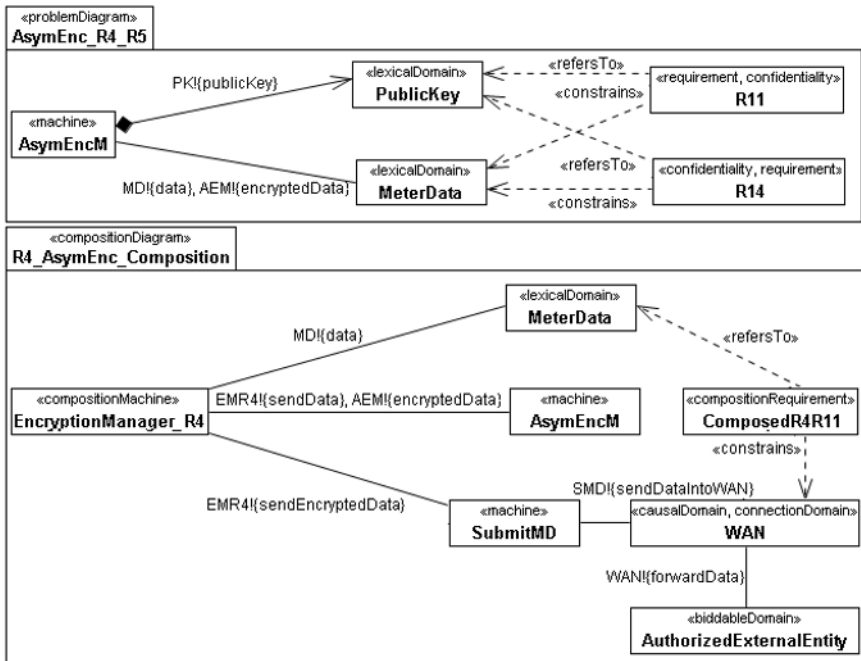 «problemDiagram»
AsymEnc_R4_R5
PK!{publicKey}
«lexicalDomain»
PublicKey
«refersTo»
«constrains»
«requirement, confidentiality»
R11
«machine»
AsymEncM
MD!{data}, AEM!{encryptedData}
«lexicalDomain»
MeterData
«refersTo»
«constrains»
«confidentiality, requirement»
R14
«compositionDiagram»
R4_AsymEnc_Composition
«lexicalDomain»
MeterData
MD!{data}
«refersTo»
«compositionMachine»
EncryptionManager_R4
EMR4!{sendData}, AEM!{encryptedData}
«machine»
AsymEncM
«compositionRequirement»
ComposedR4R11
«constrains»
EMR4!{sendEncryptedData}
«machine»
SubmitMD
SMD!{sendDataIntoWAN}
«causalDomain, connectionDomain»
WAN
WAN!{forwardData}
«biddableDomain»
AuthorizedExternalEntity